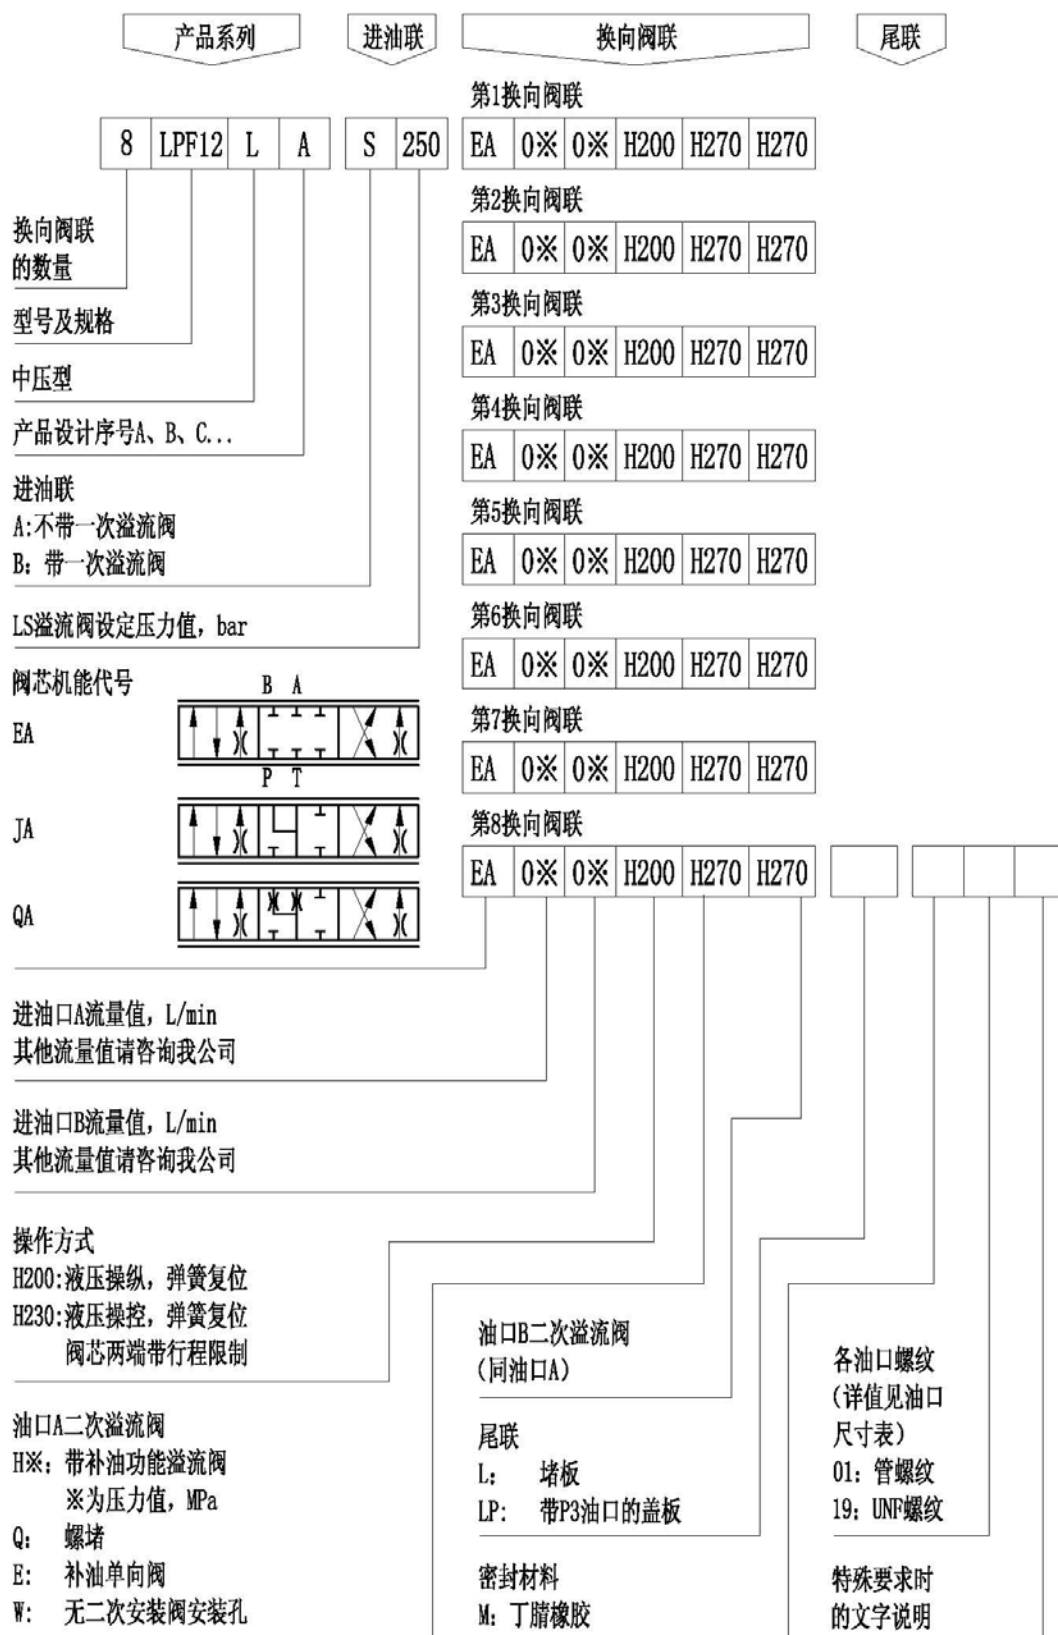 产品系列 进油联 换向阀联 尾联
第1换向阀联
8 LPF12 L A S 250 EA 0※ 0※ H200 H270 H270
第2换向阀联
EA 0※ 0※ H200 H270 H270
第3换向阀联
EA 0※ 0※ H200 H270 H270
第4换向阀联
EA 0※ 0※ H200 H270 H270
第5换向阀联
EA 0※ 0※ H200 H270 H270
第6换向阀联
EA 0※ 0※ H200 H270 H270
第7换向阀联
EA 0※ 0※ H200 H270 H270
第8换向阀联
EA 0※ 0※ H200 H270 H270
换向阀联
的数量
型号及规格
中压型
产品设计序号A、B、C...
进油联
A:不带一次溢流阀
B: 带一次溢流阀
LS溢流阀设定压力值, bar
阀芯机能代号
B A
EA
P T
JA
QA
进油口A流量值, L/min
其他流量值请咨询我公司
进油口B流量值, L/min
其他流量值请咨询我公司
操作方式
H200:液压操纵, 弹簧复位
H230:液压操控, 弹簧复位
阀芯两端带行程限制
油口A二次溢流阀
H※: 带补油功能溢流阀
※为压力值, MPa
Q: 螺堵
E: 补油单向阀
W: 无二次安装阀安装孔
油口B二次溢流阀
(同油口A)
尾联
L: 堵板
LP: 带P3油口的盖板
密封材料
M: 丁腈橡胶
各油口螺纹
(详值见油口
尺寸表)
01: 管螺纹
19: UNF螺纹
特殊要求时
的文字说明